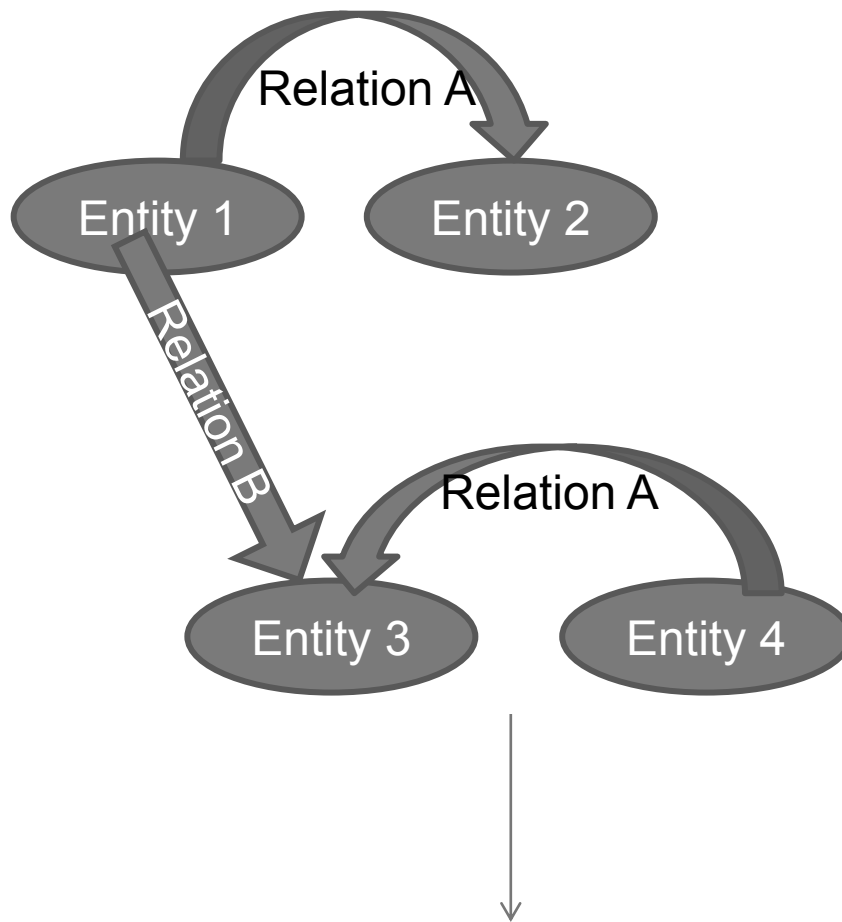 Relation A
Entity 1
Entity 2
Relation B
Relation A
Entity 3
Entity 4